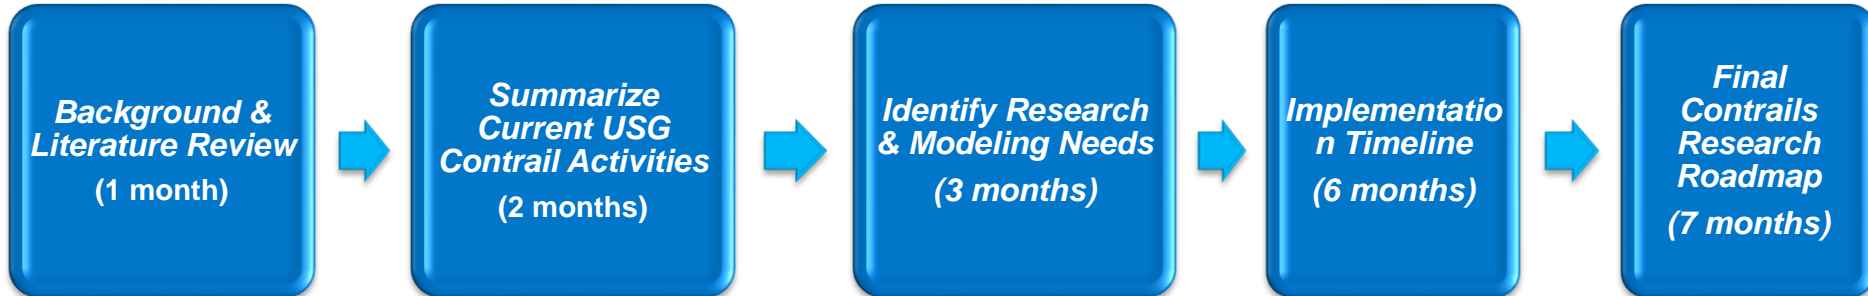 Background &
Literature Review
(1 month)
Summarize
Current USG
Contrail Activities
(2 months)
Identify Research
& Modeling Needs
(3 months)
Implementatio
n Timeline
(6 months)
Final
Contrails
Research
Roadmap
(7 months)